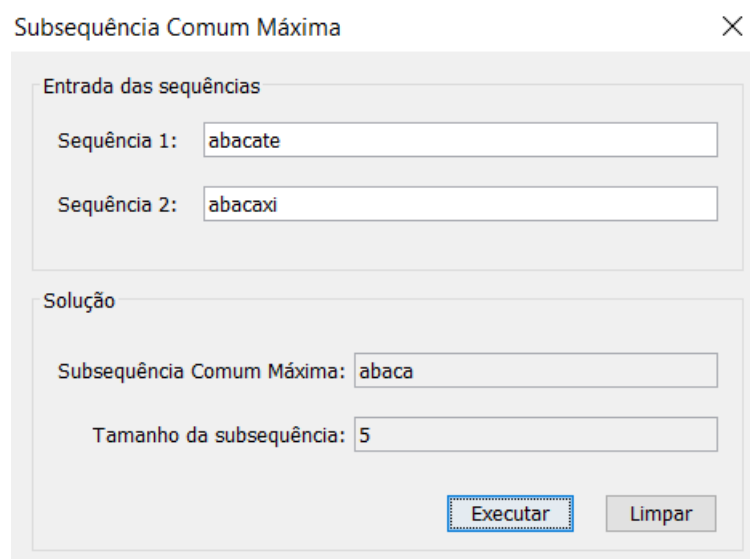 Subsequência Comum Máxima
Entrada das sequências
Sequência 1: abacate
Sequência 2: abacaxi
Solução
Subsequência Comum Máxima: abaca
Tamanho da subsequência: 5
Executar Limpar